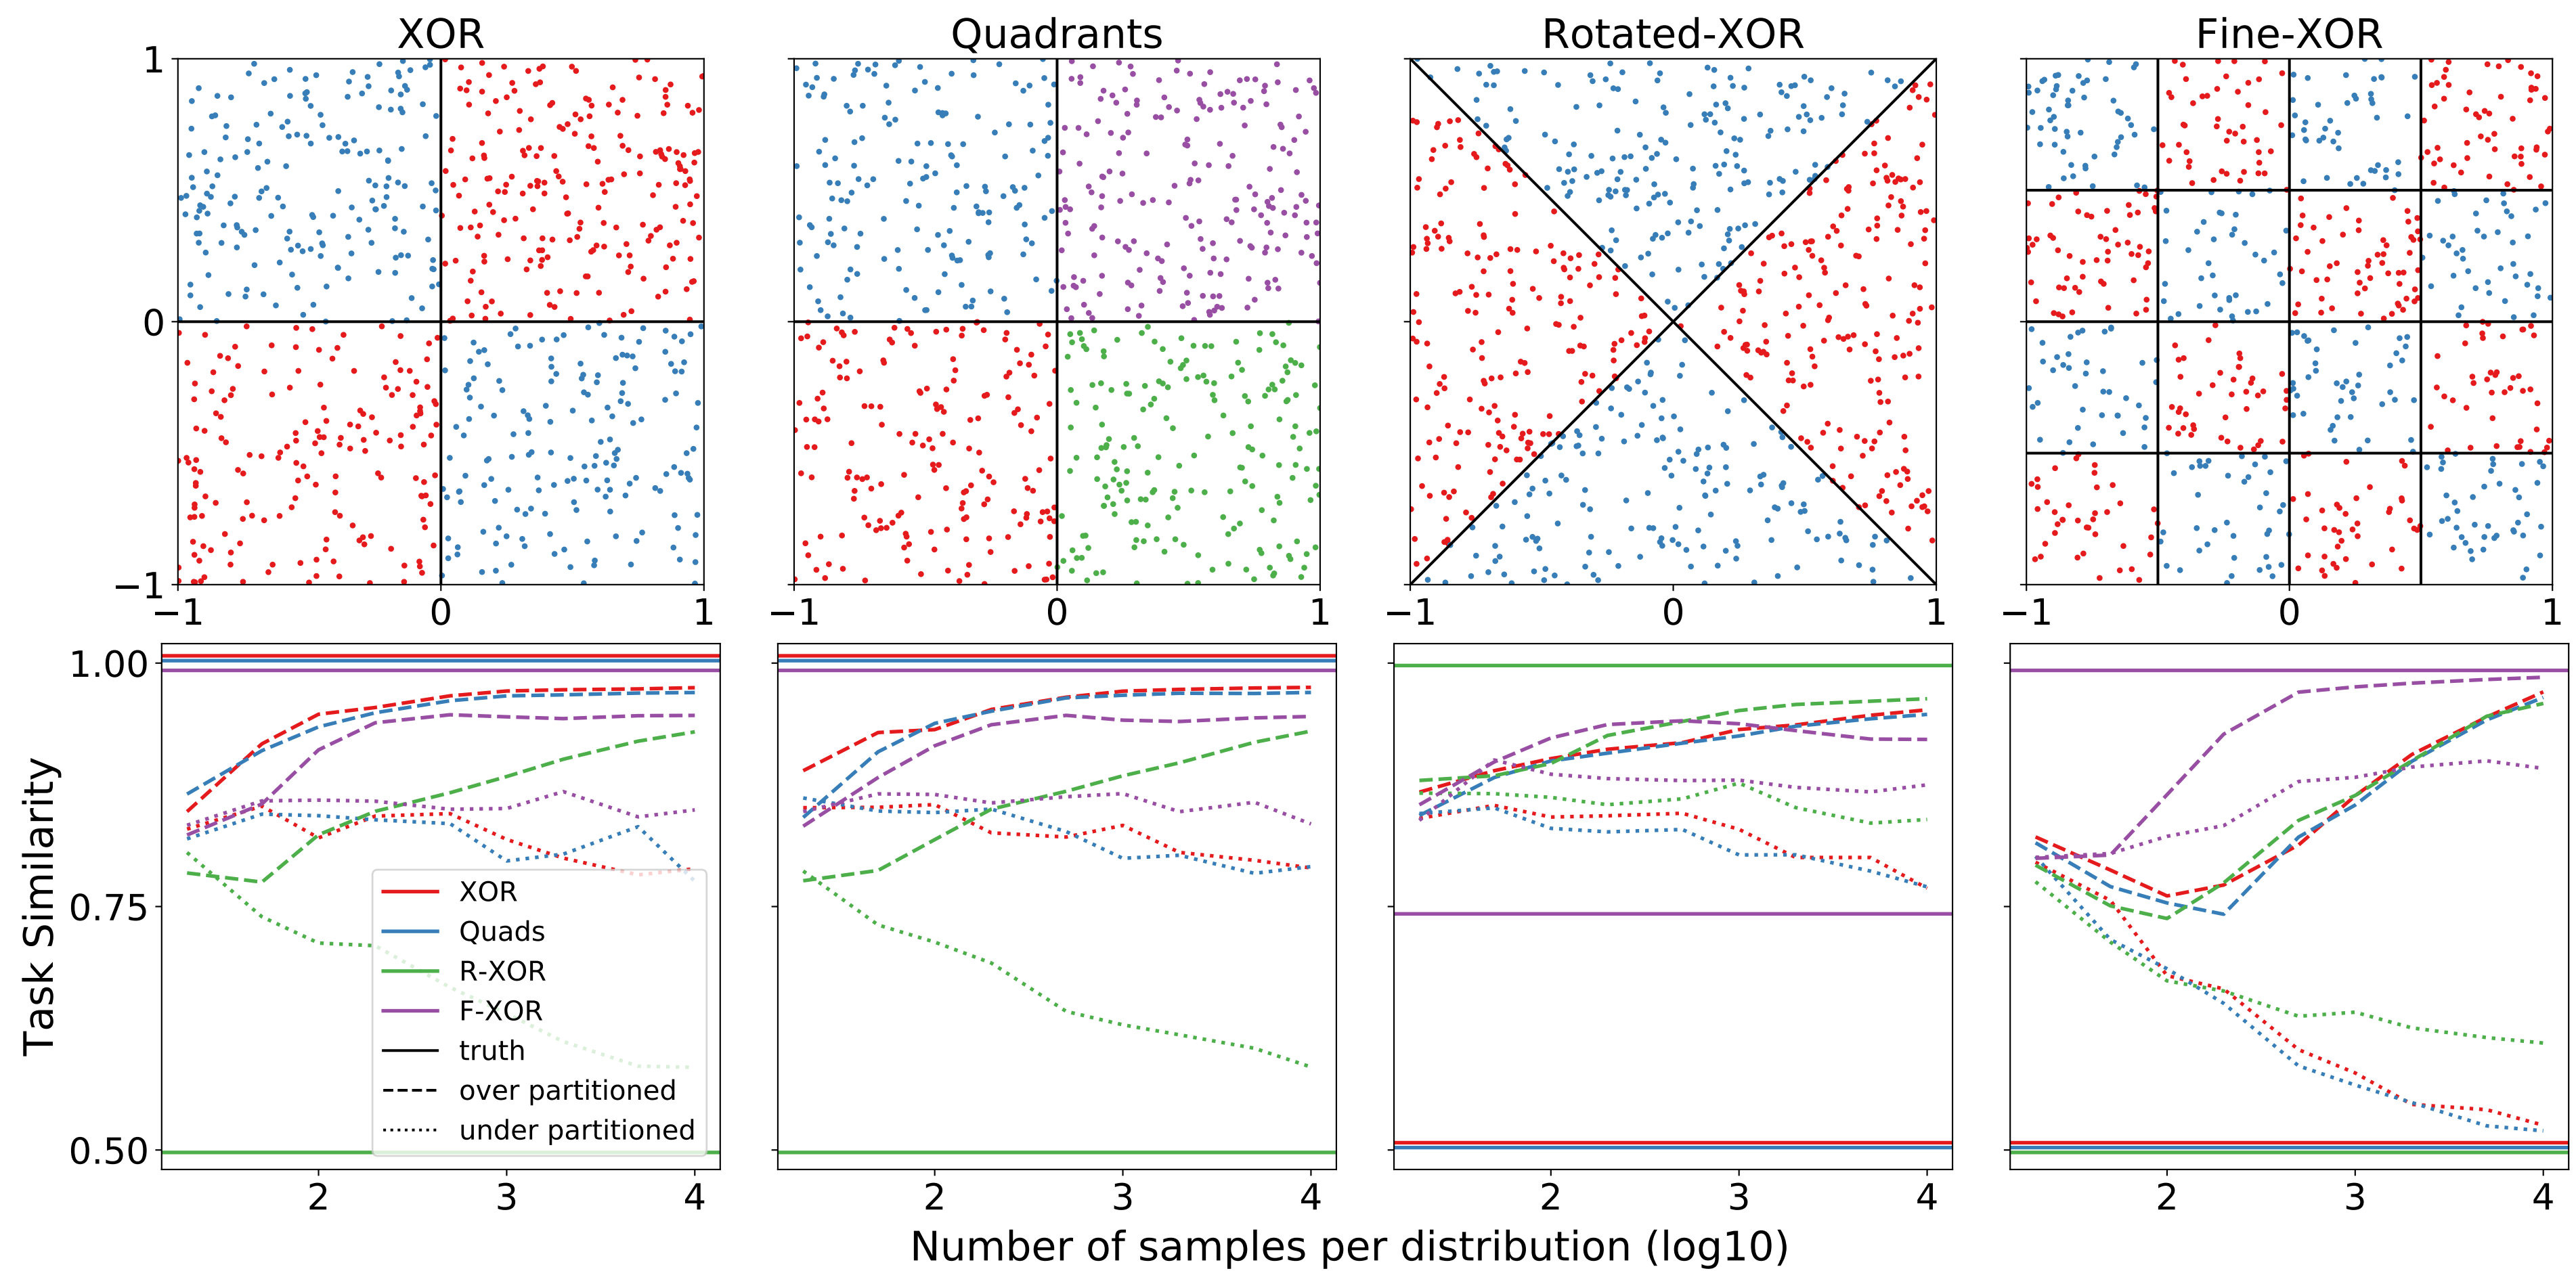 XOR
Quadrants
Rotated-XOR
Fine-XOR
1
0
−1
−1 0 1
−1 0 1
−1 0 1
−1 0 1
Task Similarity
1.00
0.75
0.50
XOR
Quads
R-XOR
F-XOR
truth
over partitioned
under partitioned
2 3 4
2 3 4
2 3 4
2 3 4
Number of samples per distribution (log10)